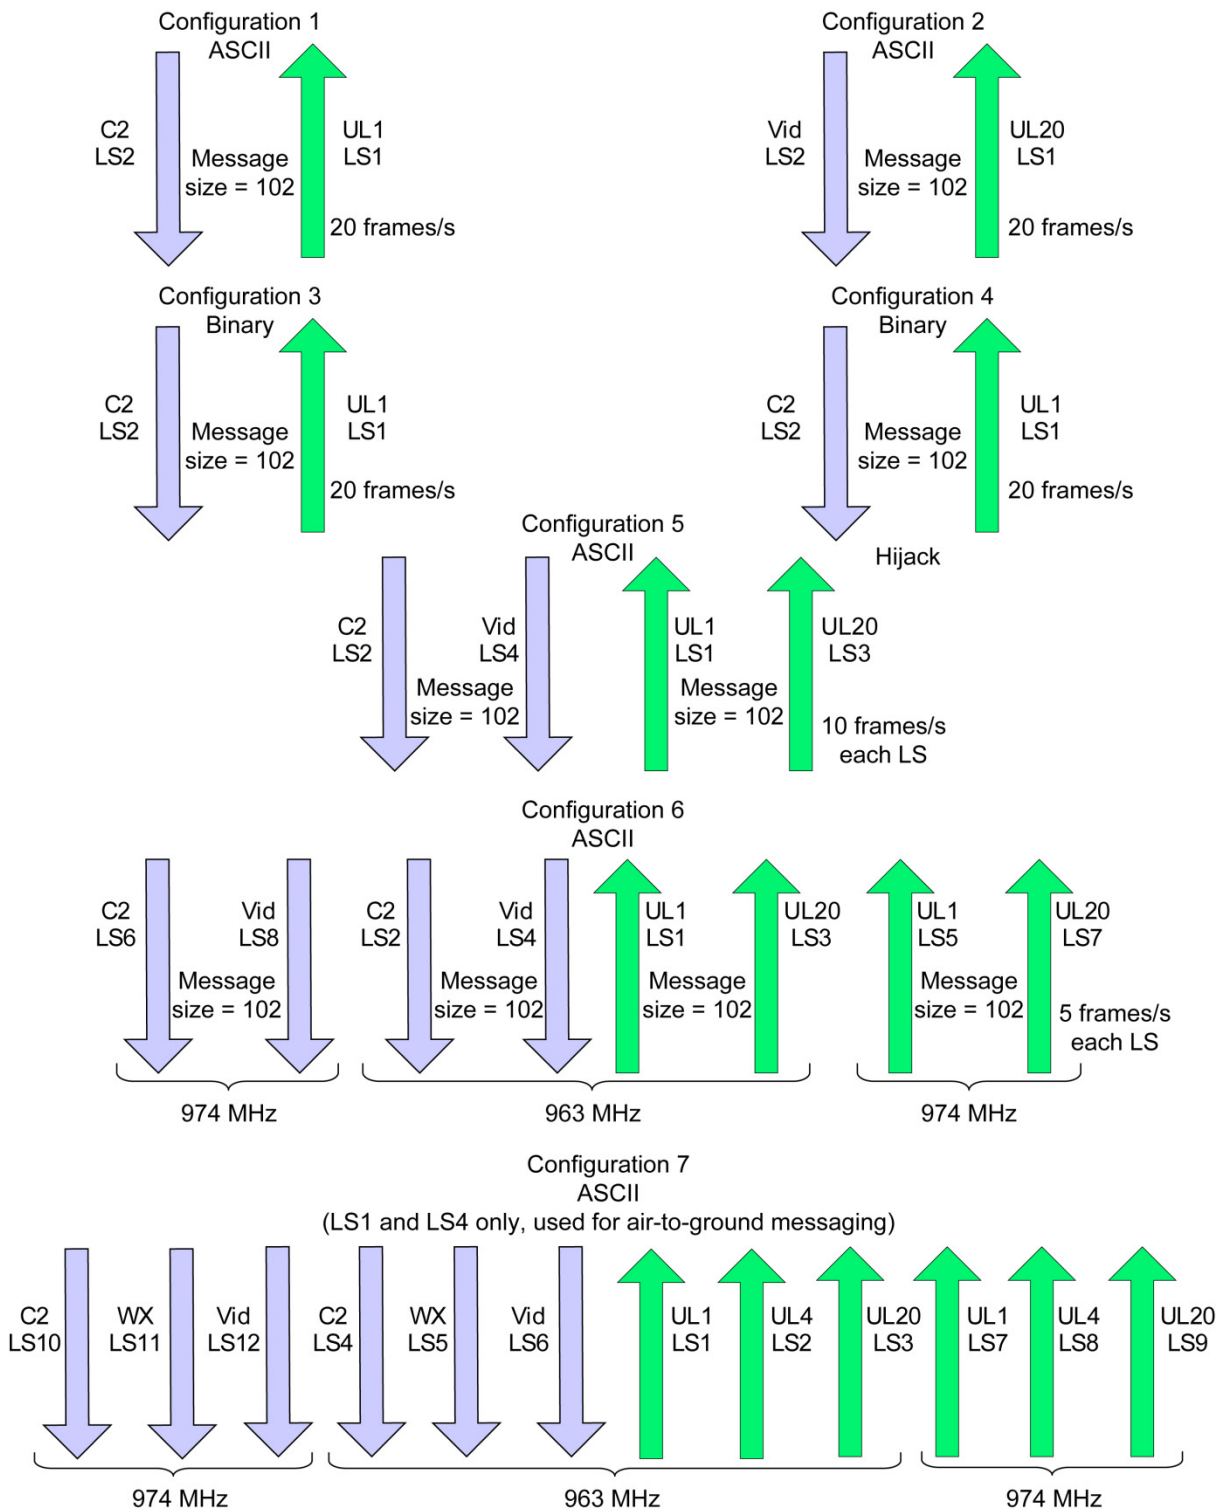 Configuration 1
ASCII
C2
LS2
Message
size = 102
UL1
LS1
20 frames/s
Configuration 2
ASCII
Vid
LS2
Message
size = 102
UL20
LS1
20 frames/s
Configuration 3
Binary
C2
LS2
Message
size = 102
UL1
LS1
20 frames/s
Configuration 4
Binary
C2
LS2
Message
size = 102
UL1
LS1
20 frames/s
Hijack
Configuration 5
ASCII
C2
LS2
Message
size = 102
Vid
LS4
UL1
LS1
Message
size = 102
UL20
LS3
10 frames/s
each LS
Configuration 6
ASCII
C2
LS6
Message
size = 102
Vid
LS8
C2
LS2
Message
size = 102
Vid
LS4
UL1
LS1
Message
size = 102
UL20
LS3
UL1
LS5
Message
size = 102
UL20
LS7
5 frames/s
each LS
974 MHz
963 MHz
974 MHz
Configuration 7
ASCII
(LS1 and LS4 only, used for air-to-ground messaging)
C2
LS10
WX
LS11
Vid
LS12
C2
LS4
WX
LS5
Vid
LS6
UL1
LS1
UL4
LS2
UL20
LS3
UL1
LS7
UL4
LS8
UL20
LS9
974 MHz
963 MHz
974 MHz